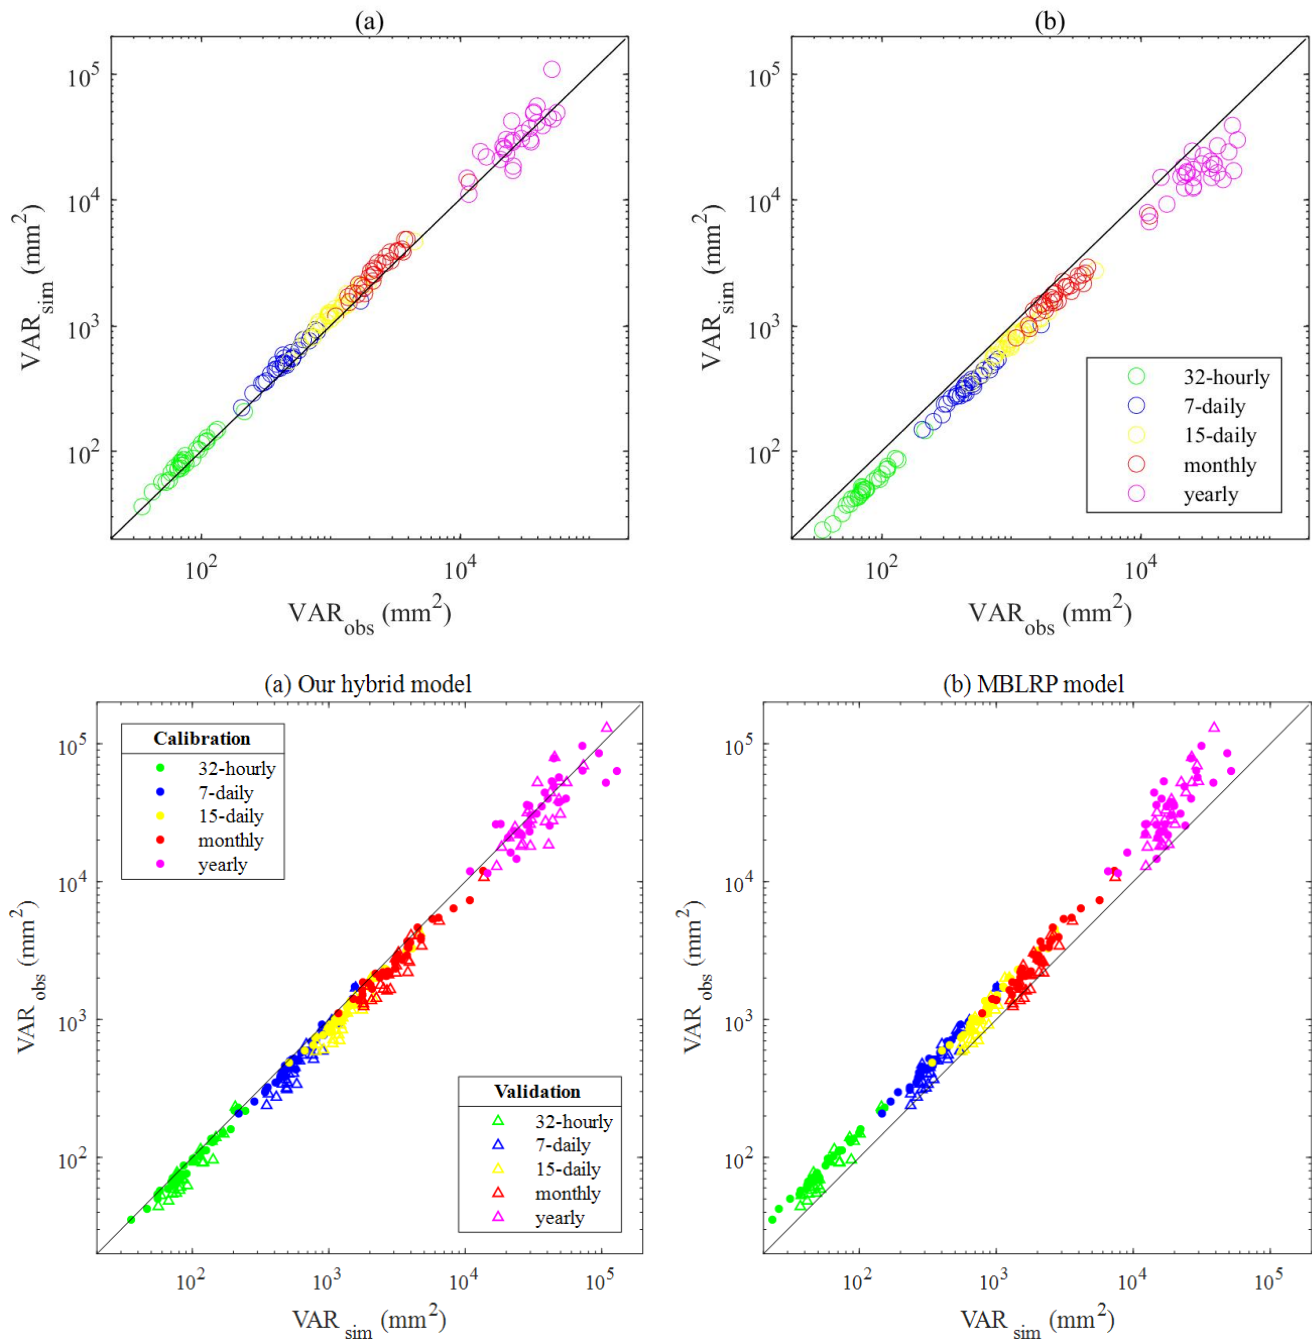 (a)
10^5
10^4
10^3
10^2
VAR_sim (mm^2)
10^2
10^3
10^4
VAR_obs (mm^2)
(b)
10^5
10^4
10^3
10^2
VAR_sim (mm^2)
32-hourly
7-daily
15-daily
monthly
yearly
10^2
10^3
10^4
VAR_obs (mm^2)
(a) Our hybrid model
Calibration
32-hourly
7-daily
15-daily
monthly
yearly
10^5
10^4
10^3
10^2
VAR_obs (mm^2)
Validation
32-hourly
7-daily
15-daily
monthly
yearly
10^2
10^3
10^4
10^5
VAR_sim (mm^2)
(b) MBLRP model
10^5
10^4
10^3
10^2
VAR_obs (mm^2)
10^2
10^3
10^4
10^5
VAR_sim (mm^2)